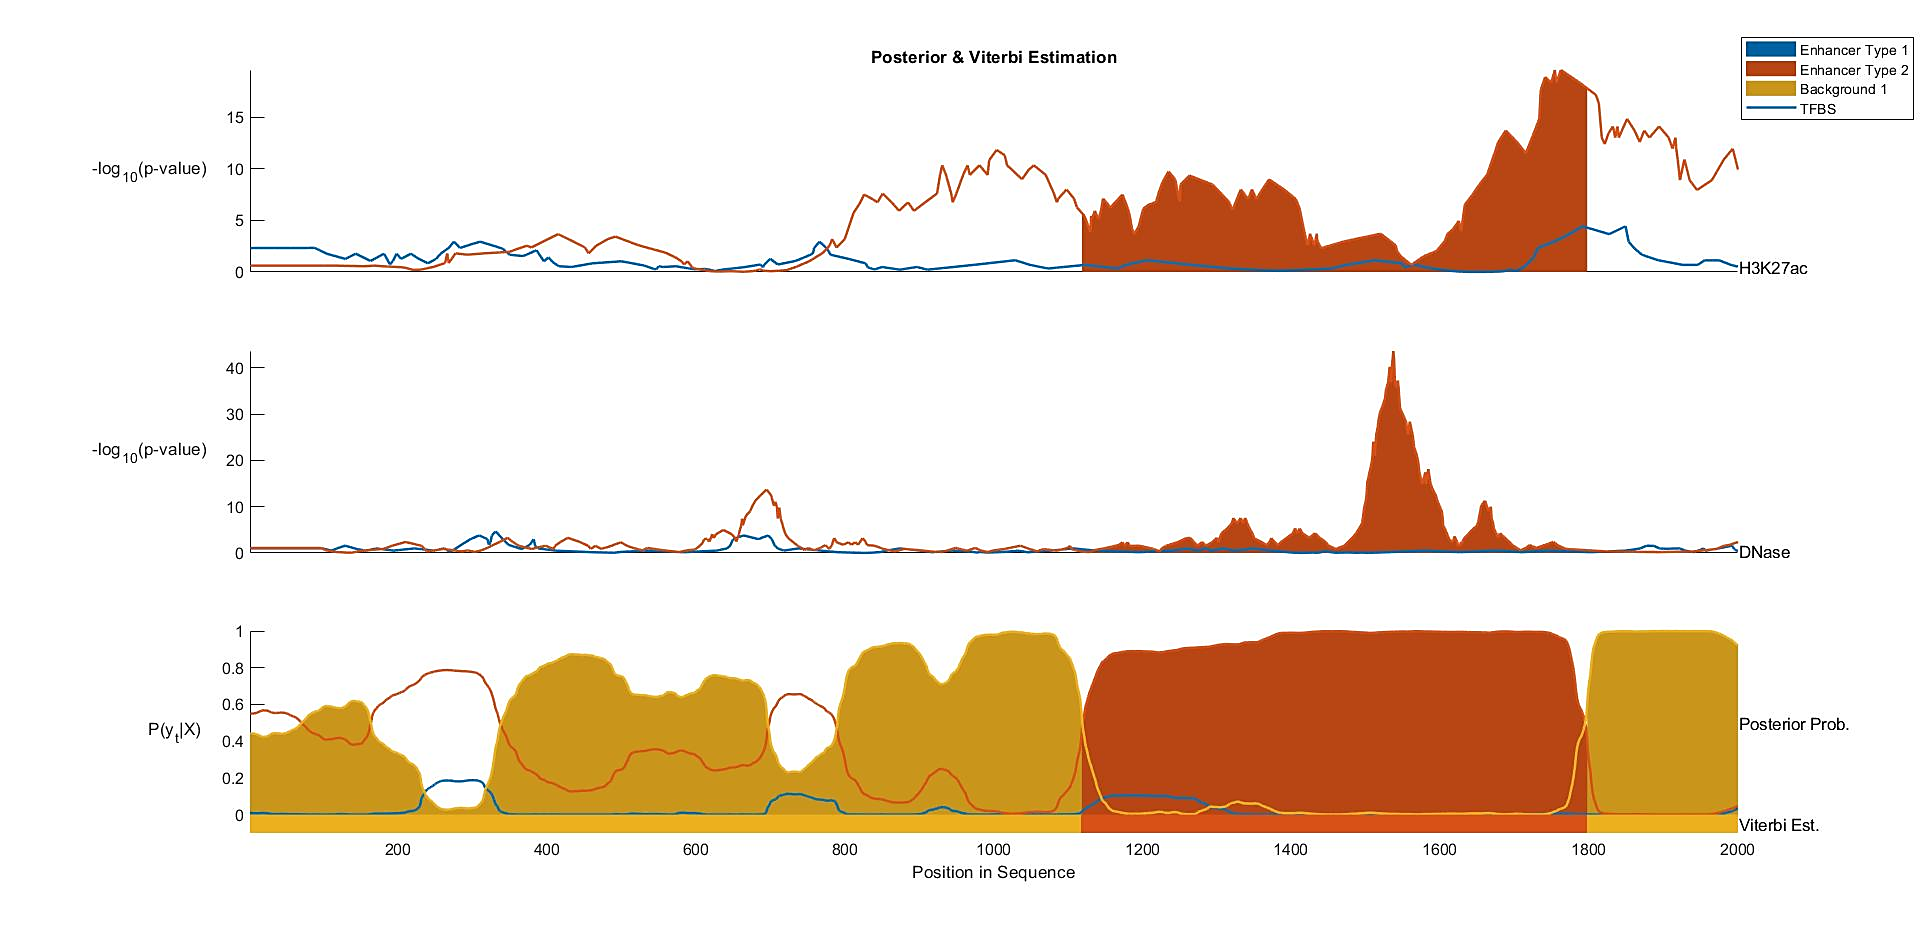 Posterior & Viterbi Estimation
Enhancer Type 1
Enhancer Type 2
Background 1
TFBS
15
10
5
0
-log10(p-value)
H3K27ac
40
30
20
10
0
-log10(p-value)
DNase
1
0.8
0.6
0.4
0.2
0
P(yt|X)
Posterior Prob.
Viterbi Est.
200 400 600 800 1000 1200 1400 1600 1800 2000
Position in Sequence